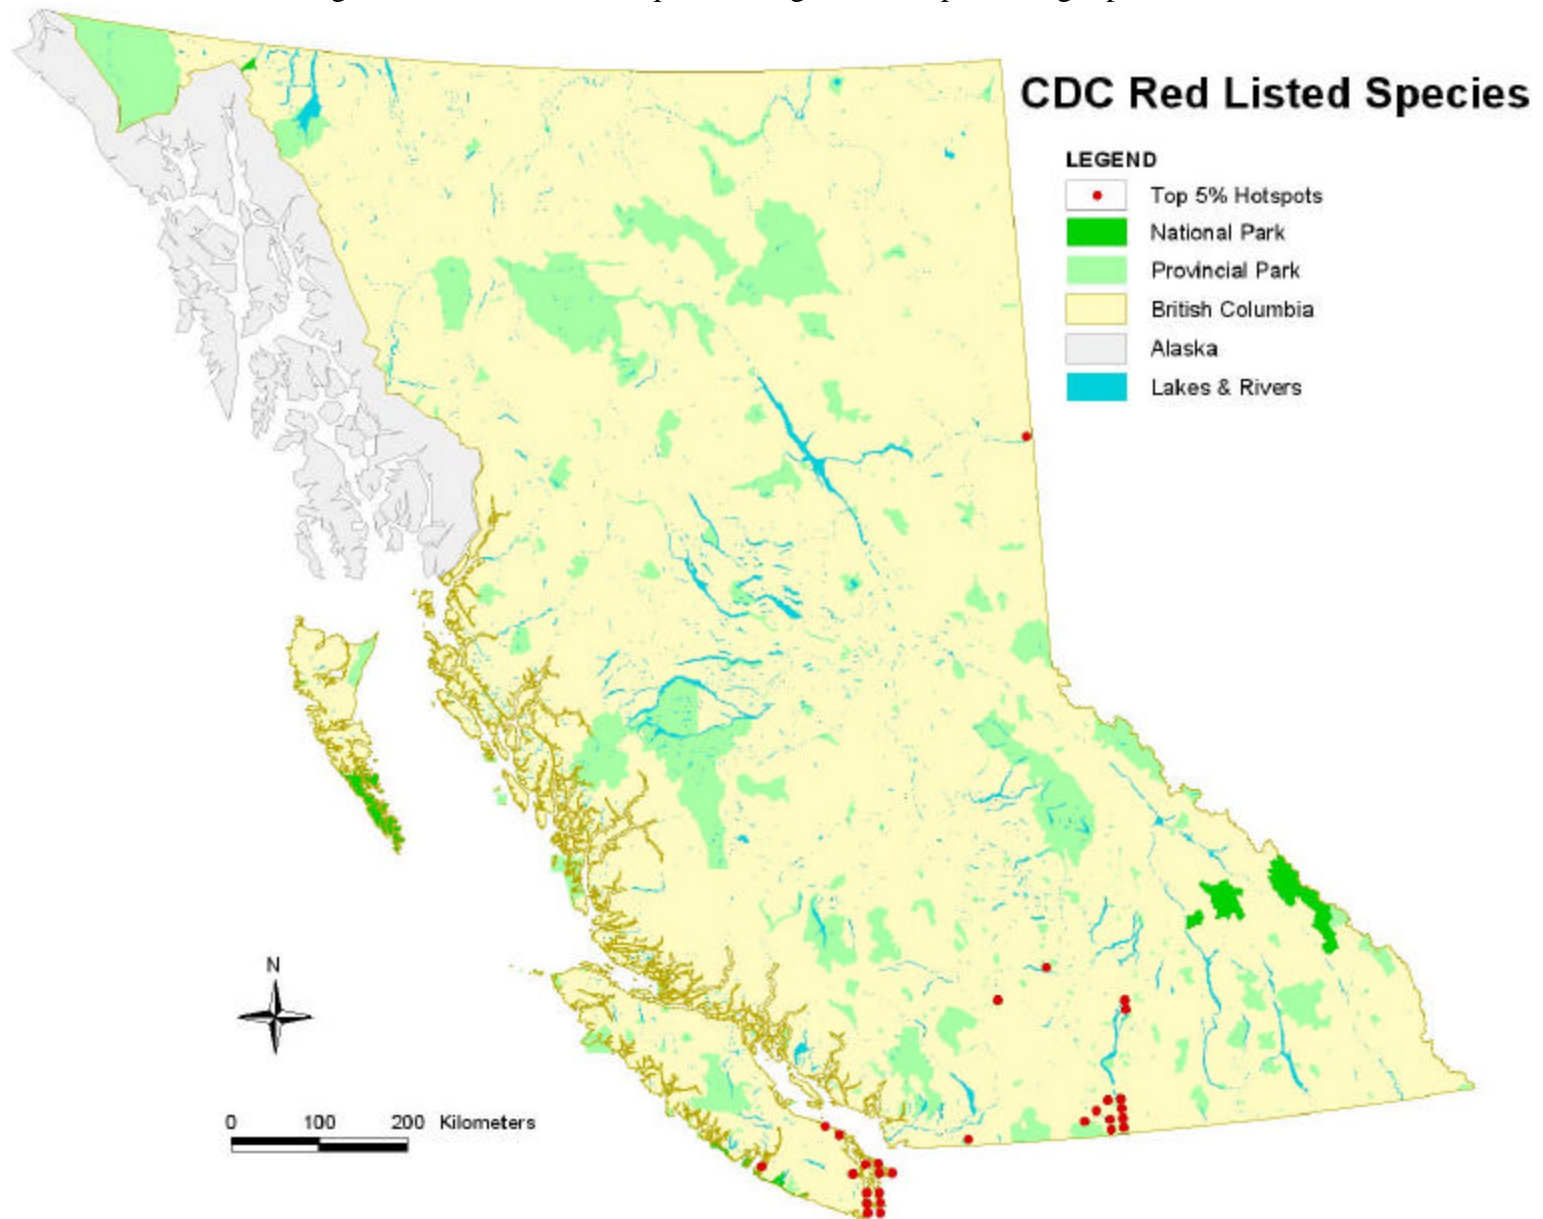 CDC Red Listed Species
LEGEND
Top 5% Hotspots
National Park
Provincial Park
British Columbia
Alaska
Lakes & Rivers
N
0 100 200 Kilometers